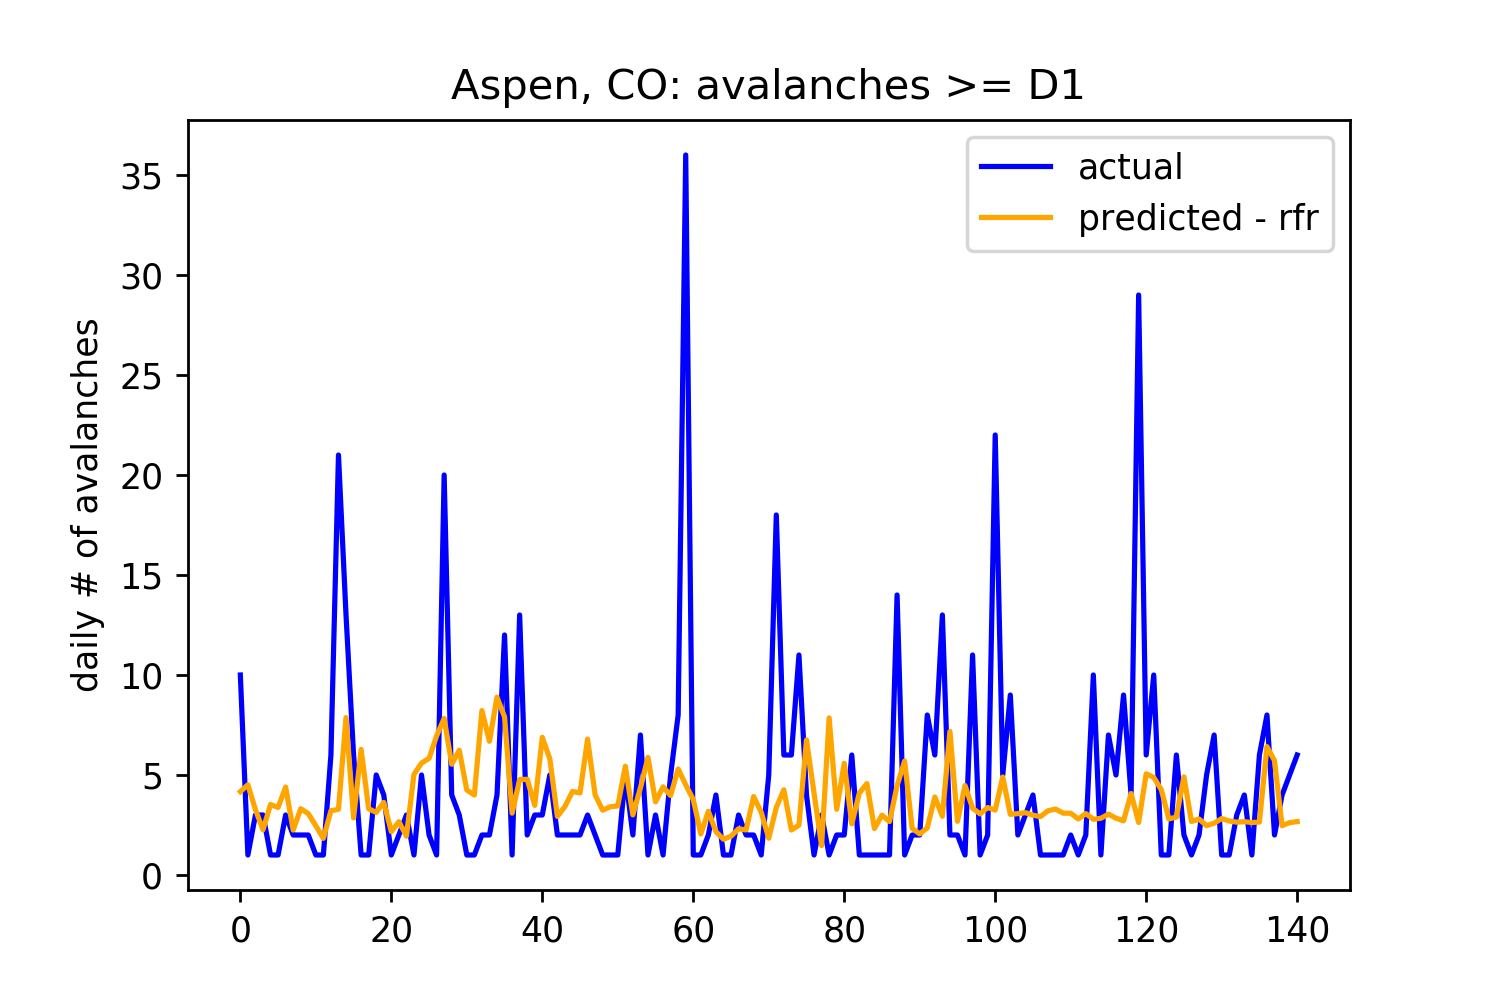 Aspen, CO: avalanches >= D1
actual
predicted - rfr
daily # of avalanches
35
30
25
20
15
10
5
0
0 20 40 60 80 100 120 140